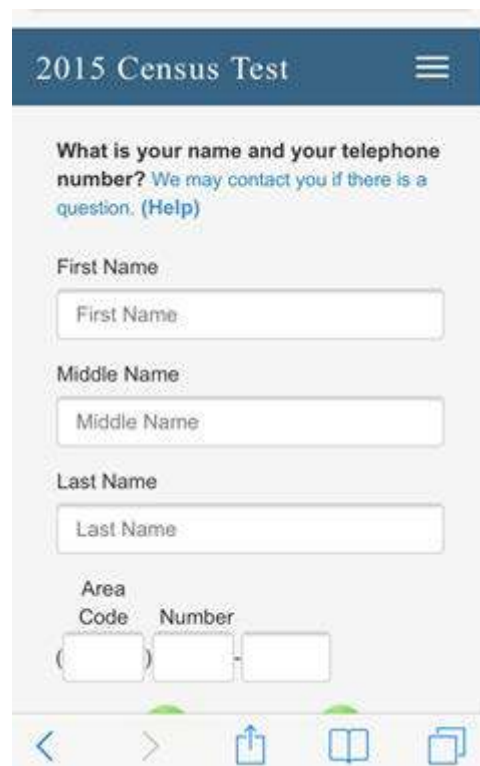 2015 Census Test
What is your name and your telephone
number? We may contact you if there is a
question. (Help)
First Name
First Name
Middle Name
Middle Name
Last Name
Last Name
Area
Code Number
( ) -